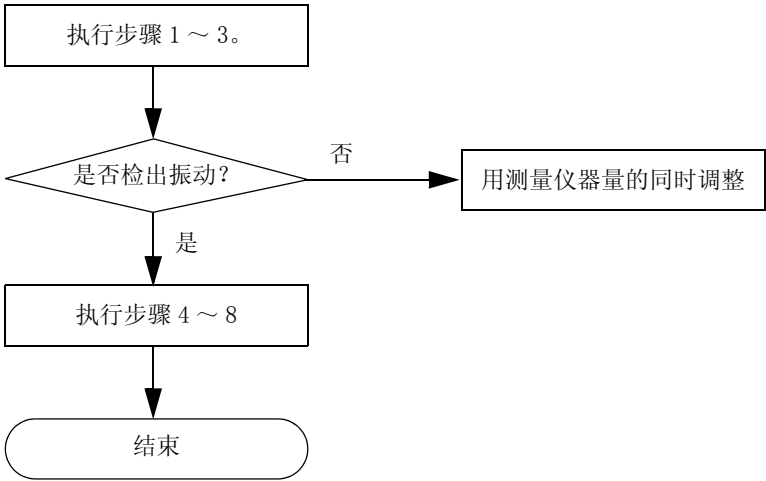 执行步骤 1 ～ 3。
是否检出振动?
否
用测量仪器量的同时调整
是
执行步骤 4 ～ 8
结束